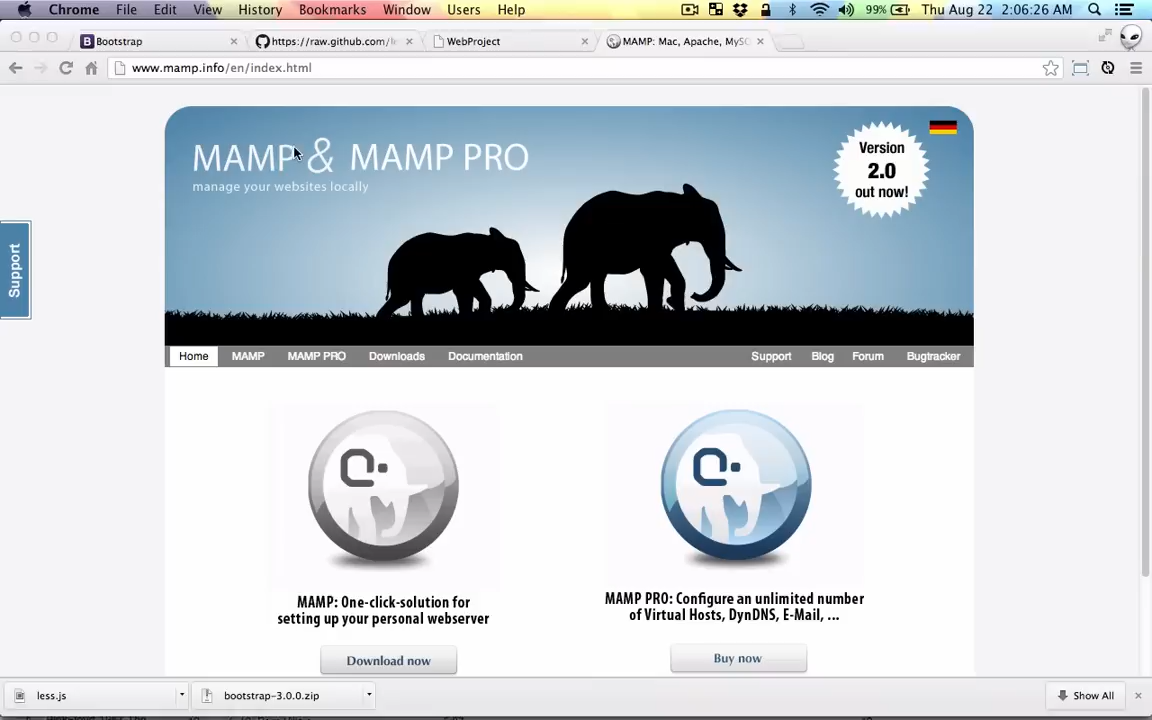 Chrome File Edit View History Bookmarks Window Users Help 99% Thu Aug 22 2:06:26 AM
Bootstrap https://raw.github.com/le WebProject MAMP: Mac, Apache, MySQ
www.mamp.info/en/index.html
MAMP & MAMP PRO
manage your websites locally
Version
2.0
out now!
Support
Home MAMP MAMP PRO Downloads Documentation Support Blog Forum Bugtracker
MAMP: One-click-solution for
setting up your personal webserver
MAMP PRO: Configure an unlimited number
of Virtual Hosts, DynDNS, E-Mail, ...
Download now
Buy now
less.js bootstrap-3.0.0.zip Show All